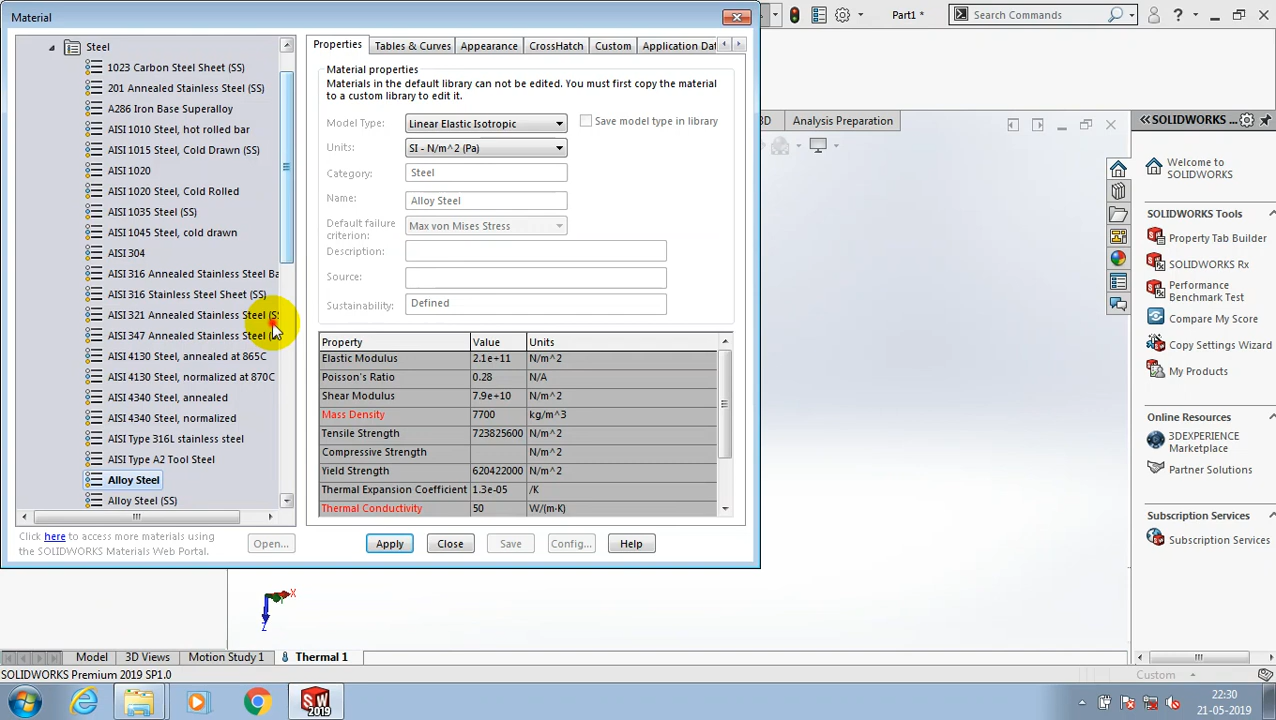 Material
Steel
1023 Carbon Steel Sheet (SS)
201 Annealed Stainless Steel (SS)
A286 Iron Base Superalloy
AISI 1010 Steel, hot rolled bar
AISI 1015 Steel, Cold Drawn (SS)
AISI 1020
AISI 1020 Steel, Cold Rolled
AISI 1035 Steel (SS)
AISI 1045 Steel, cold drawn
AISI 304
AISI 316 Annealed Stainless Steel Ba
AISI 316 Stainless Steel Sheet (SS)
AISI 321 Annealed Stainless Steel (S
AISI 347 Annealed Stainless Steel (
AISI 4130 Steel, annealed at 865C
AISI 4130 Steel, normalized at 870C
AISI 4340 Steel, annealed
AISI 4340 Steel, normalized
AISI Type 316L stainless steel
AISI Type A2 Tool Steel
Alloy Steel
Alloy Steel (SS)
Click here to access more materials using
the SOLIDWORKS Materials Web Portal.
Open...
Properties Tables & Curves Appearance CrossHatch Custom Application Dat
Material properties
Materials in the default library can not be edited. You must first copy the material
to a custom library to edit it.
Model Type: Linear Elastic Isotropic Save model type in library
Units: SI - N/m^2 (Pa)
Category: Steel
Name: Alloy Steel
Default failure
criterion: Max von Mises Stress
Description:
Source:
Sustainability: Defined
Property Value Units
Elastic Modulus 2.1e+11 N/m^2
Poisson's Ratio 0.28 N/A
Shear Modulus 7.9e+10 N/m^2
Mass Density 7700 kg/m^3
Tensile Strength 723825600 N/m^2
Compressive Strength N/m^2
Yield Strength 620422000 N/m^2
Thermal Expansion Coefficient 1.3e-05 /K
Thermal Conductivity 50 W/(m·K)
Apply Close Save Config... Help
Part1 * Search Commands ?
3D Analysis Preparation
SOLIDWORKS ...
Welcome to
SOLIDWORKS
SOLIDWORKS Tools
Property Tab Builder
SOLIDWORKS Rx
Performance
Benchmark Test
Compare My Score
Copy Settings Wizard
My Products
Online Resources
3DEXPERIENCE
Marketplace
Partner Solutions
Subscription Services
Subscription Services
X
Z
Model 3D Views Motion Study 1 Thermal 1
SOLIDWORKS Premium 2019 SP1.0
Custom
SW
2019
22:30
21-05-2019